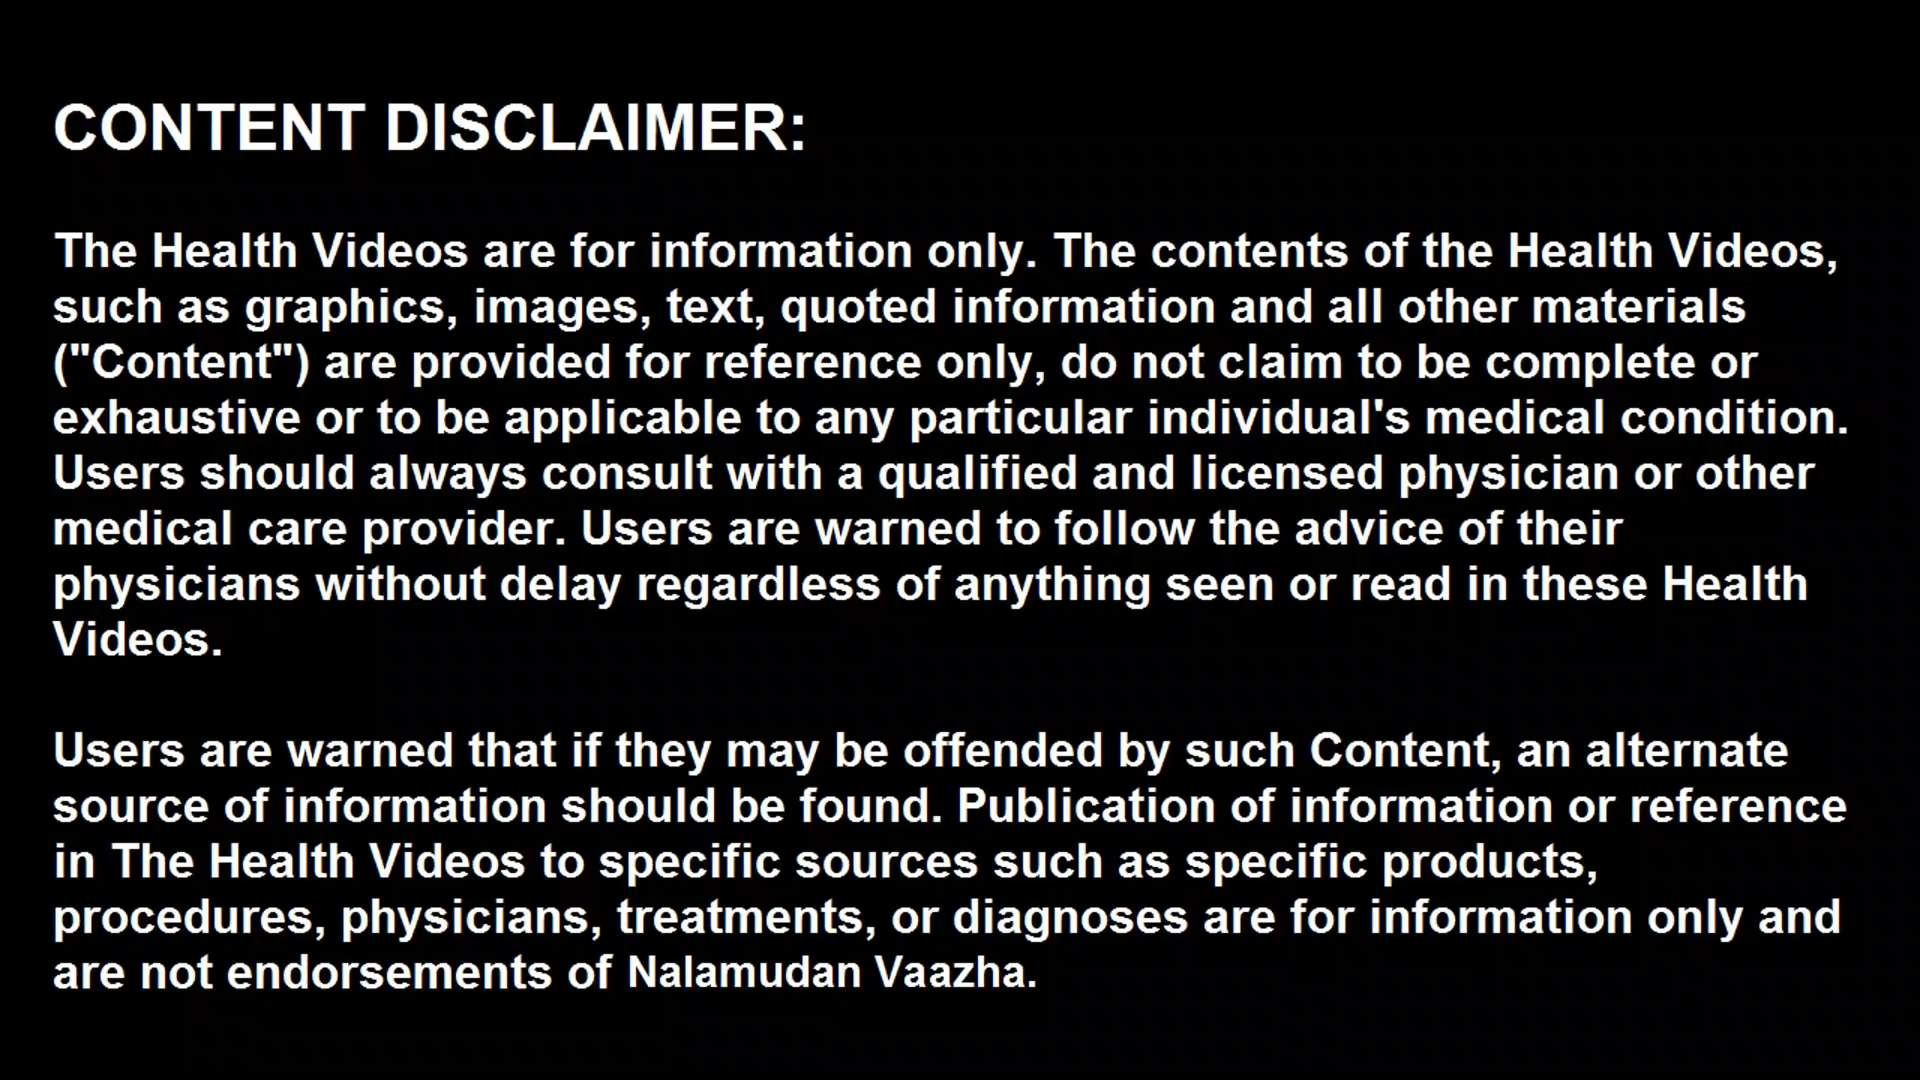 CONTENT DISCLAIMER:
The Health Videos are for information only. The contents of the Health Videos,
such as graphics, images, text, quoted information and all other materials
("Content") are provided for reference only, do not claim to be complete or
exhaustive or to be applicable to any particular individual's medical condition.
Users should always consult with a qualified and licensed physician or other
medical care provider. Users are warned to follow the advice of their
physicians without delay regardless of anything seen or read in these Health
Videos.
Users are warned that if they may be offended by such Content, an alternate
source of information should be found. Publication of information or reference
in The Health Videos to specific sources such as specific products,
procedures, physicians, treatments, or diagnoses are for information only and
are not endorsements of Nalamudan Vaazha.